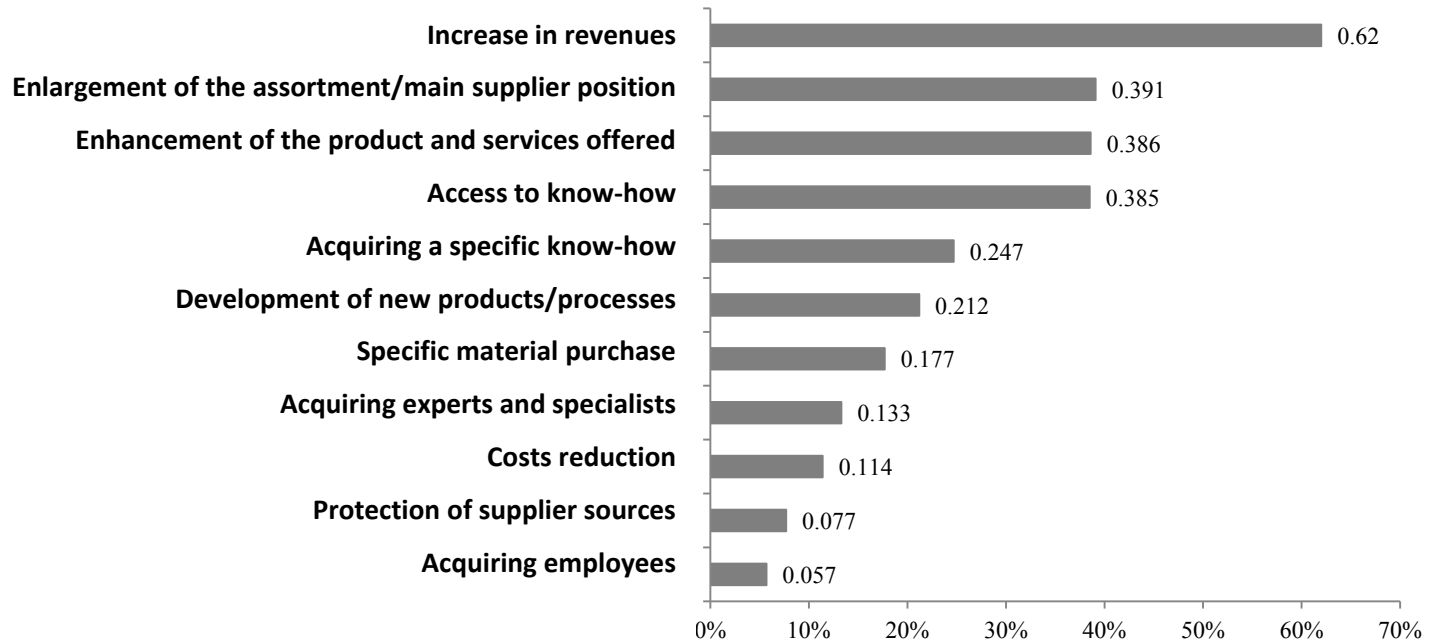 Increase in revenues 0.62
Enlargement of the assortment/main supplier position 0.391
Enhancement of the product and services offered 0.386
Access to know-how 0.385
Acquiring a specific know-how 0.247
Development of new products/processes 0.212
Specific material purchase 0.177
Acquiring experts and specialists 0.133
Costs reduction 0.114
Protection of supplier sources 0.077
Acquiring employees 0.057
0% 10% 20% 30% 40% 50% 60% 70%